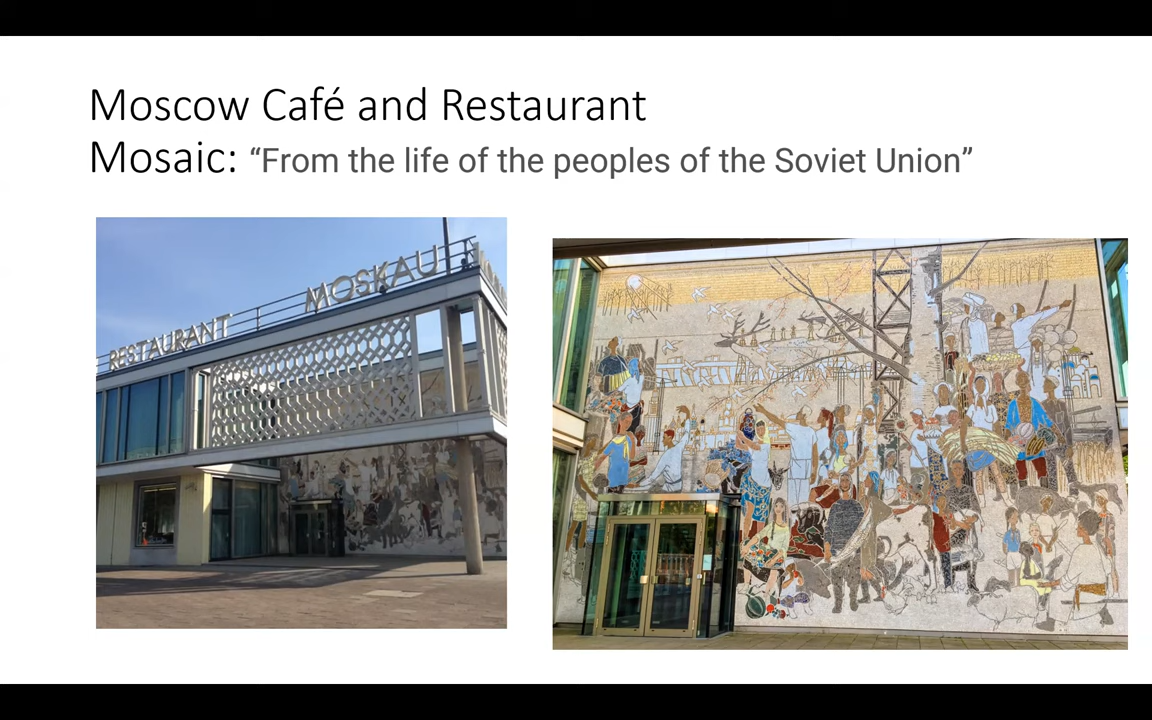 Moscow Café and Restaurant
Mosaic: “From the life of the peoples of the Soviet Union”
RESTAURANT
MOSKAU